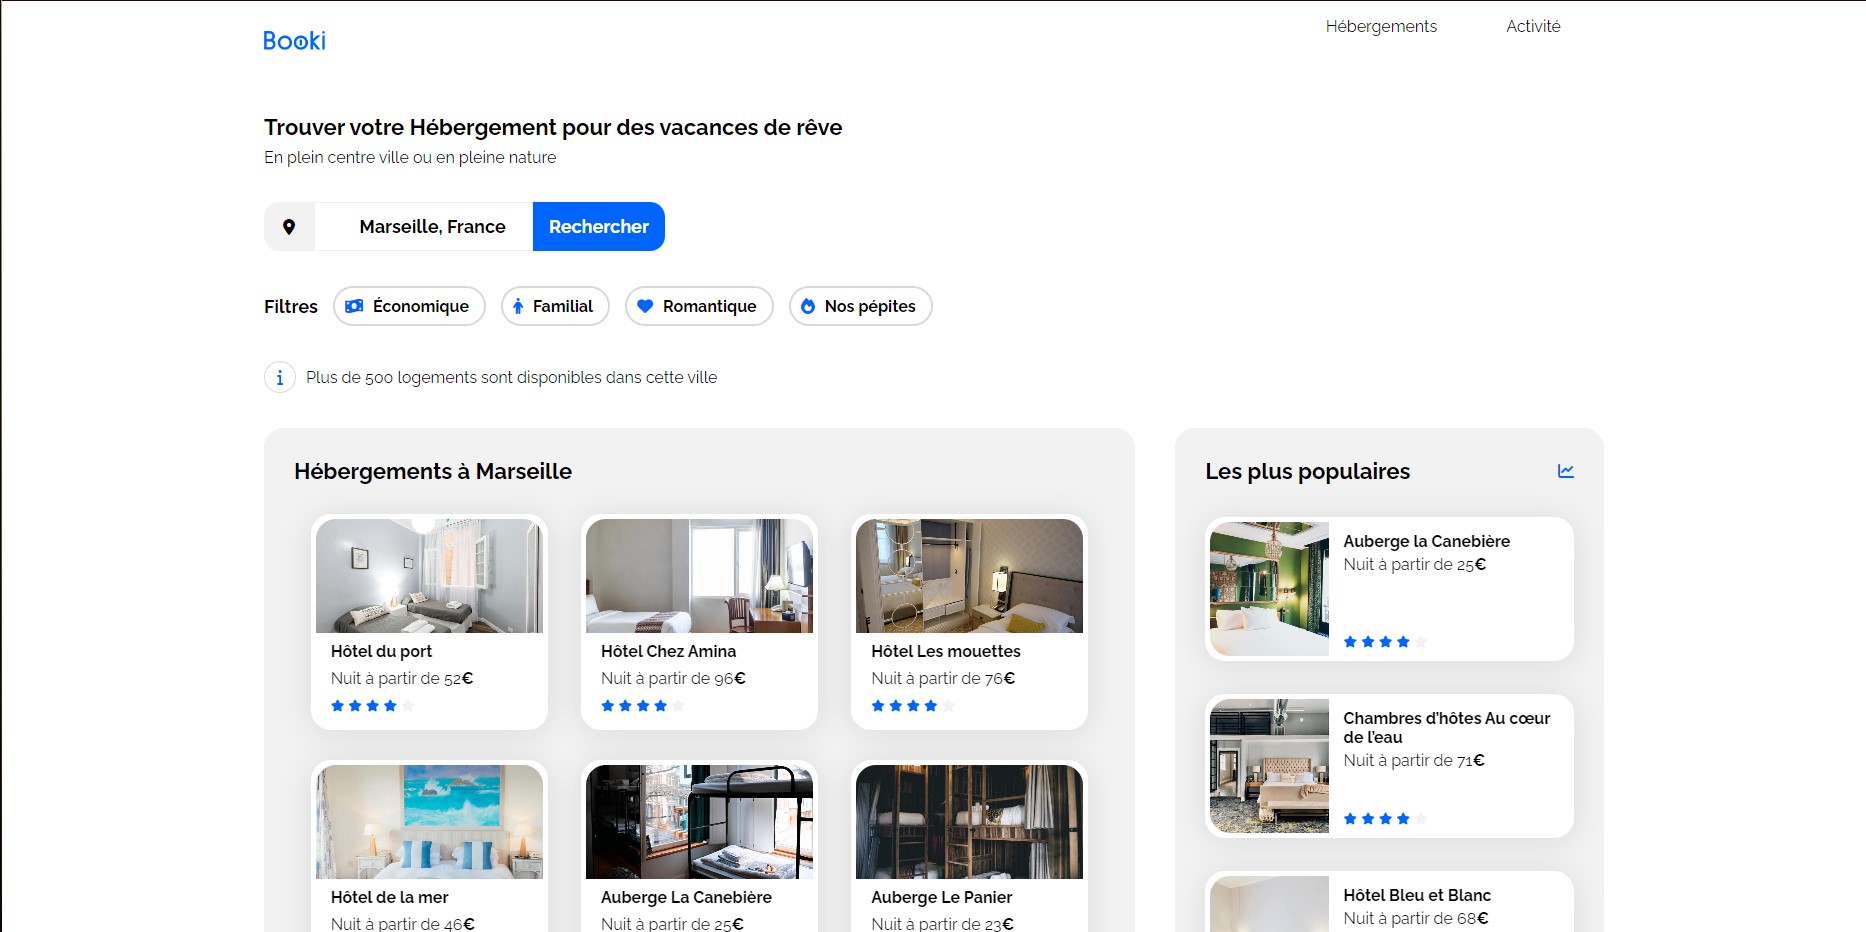 Booki
Hébergements
Activité
Trouver votre Hébergement pour des vacances de rêve
En plein centre ville ou en pleine nature
Marseille, France
Rechercher
Filtres
Économique
Familial
Romantique
Nos pépites
Plus de 500 logements sont disponibles dans cette ville
Hébergements à Marseille
Hôtel du port
Nuit à partir de 52€
Hôtel Chez Amina
Nuit à partir de 96€
Hôtel Les mouettes
Nuit à partir de 76€
Hôtel de la mer
Nuit à partir de 46€
Auberge La Canebière
Nuit à partir de 25€
Auberge Le Panier
Nuit à partir de 23€
Les plus populaires
Auberge la Canebière
Nuit à partir de 25€
Chambres d’hôtes Au cœur
de l’eau
Nuit à partir de 71€
Hôtel Bleu et Blanc
Nuit à partir de 68€